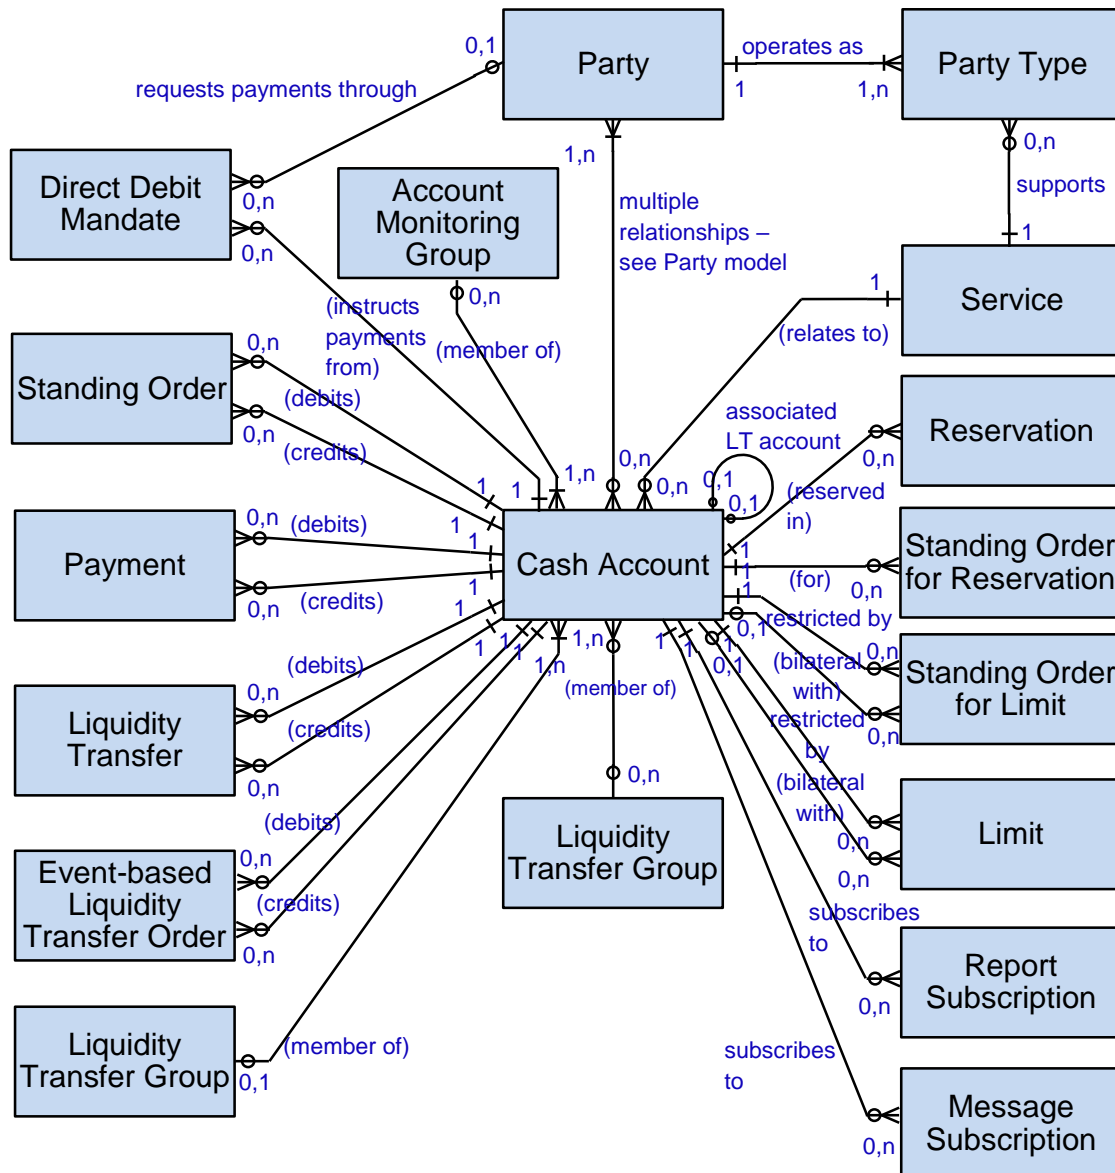 0,1
Party
operates as
Party Type
requests payments through
1
1,n
1,n
0,n
Direct Debit
Mandate
Account
Monitoring
Group
0,n
multiple
relationships –
see Party model
supports
0,n
1
0,n
1
Service
(instructs
payments
from)
(member of)
(relates to)
Standing Order
0,n
(debits)
0,n
(credits)
associated
LT account
Reservation
0,n
1
1
1,n
0,n
0,n
0,1
0,1
(reserved
in)
Payment
0,n
(debits)
1
1
Cash Account
1
1
(for)
0,n
Standing Order
for Reservation
0,n
(credits)
1
1
1
restricted by
0,n
Liquidity
Transfer
0,n
(debits)
1
1
1
1
1,n
1,n
(member of)
1
1
0,1
1
0,1
(bilateral
with)
0,n
Standing Order
for Limit
(credits)
0,n
restricted
by
(bilateral
with)
0,n
0,n
Limit
0,n
Liquidity
Transfer Group
Event-based
Liquidity
Transfer Order
0,n
(debits)
(credits)
0,n
subscribes
to
0,n
Report
Subscription
Liquidity
Transfer Group
0,1
(member of)
subscribes
to
0,n
Message
Subscription